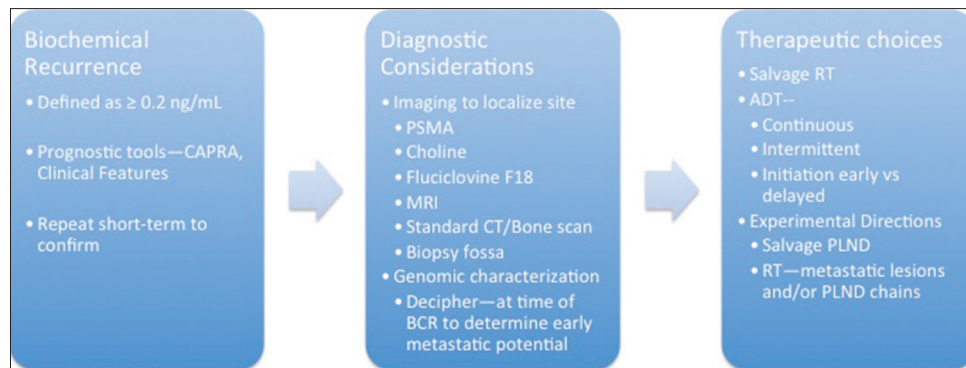 Biochemical
Recurrence
• Defined as ≥ 0.2 ng/mL
• Prognostic tools—CAPRA,
Clinical Features
• Repeat short-term to
confirm
Diagnostic
Considerations
• Imaging to localize site
• PSMA
• Choline
• Fluciclovine F18
• MRI
• Standard CT/Bone scan
• Biopsy fossa
• Genomic characterization
• Decipher—at time of
BCR to determine early
metastatic potential
Therapeutic choices
• Salvage RT
• ADT--
• Continuous
• Intermittent
• Initiation early vs
delayed
• Experimental Directions
• Salvage PLND
• RT—metastatic lesions
and/or PLND chains